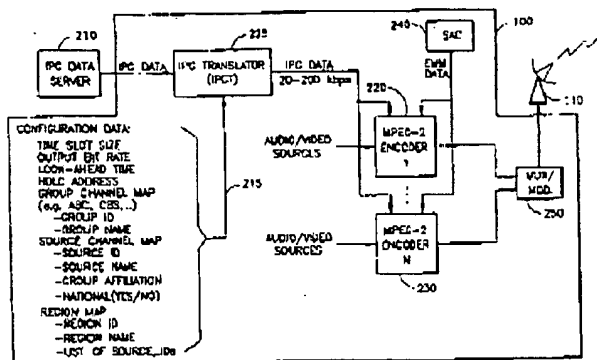 210
225
240
100
IPG DATA
SERVER
IPG DATA
IPG TRANSLATOR
(IPGT)
IPG DATA
20-200 kbps
SAC
EMM
DATA
220
110
CONFIGURATION DATA:
TIME SLOT SIZE
OUTPUT BIT RATE
LOOK-AHEAD TIME
HOLC ADDRESS
GROUP CHANNEL MAP
(e.g. ABC, CBS,..)
-GROUP ID
-GROUP NAME
SOURCE CHANNEL MAP
-SOURCE ID
-SOURCE NAME
-GROUP AFFILIATION
-NATIONAL(YES/NO)
REGION MAP
-REGION ID
-REGION NAME
-LIST OF SOURCE_IDs
215
AUDIO/VIDEO
SOURCES
MPEG-2
ENCODER
1
MUX/
MOD.
250
AUDIO/VIDEO
SOURCES
MPEG-2
ENCODER
N
230